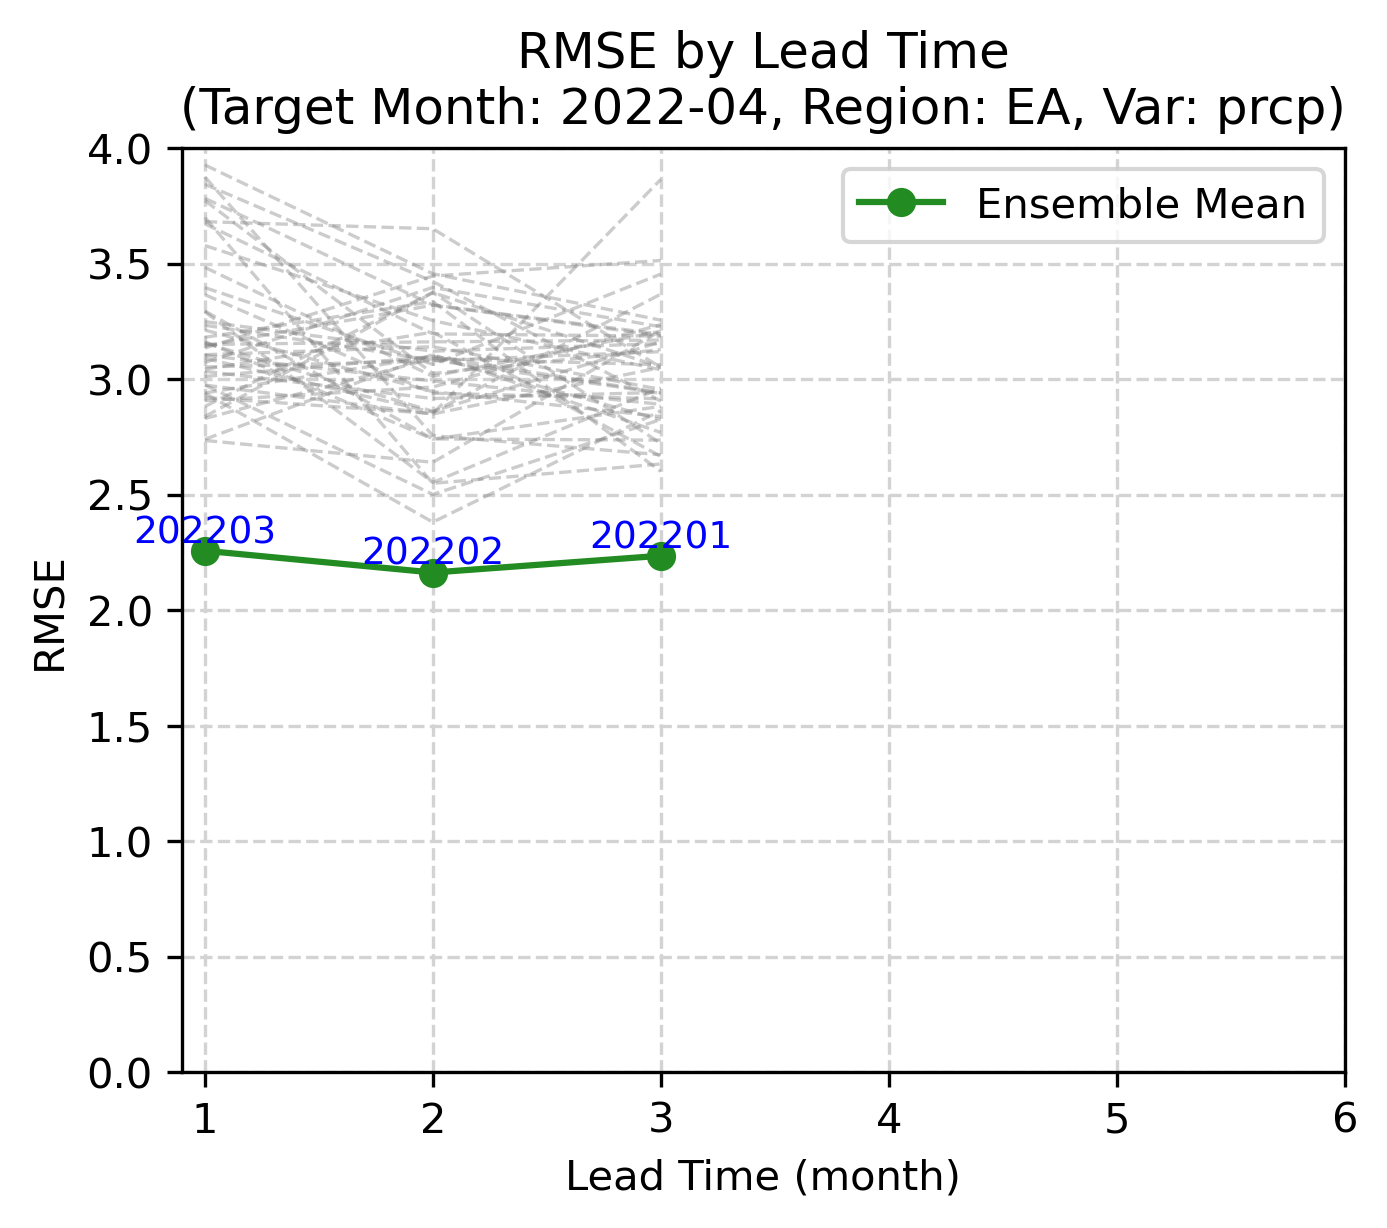 RMSE by Lead Time
(Target Month: 2022-04, Region: EA, Var: prcp)
Ensemble Mean
4.0
3.5
3.0
2.5
2.0
1.5
1.0
0.5
0.0
RMSE
202203
202202
202201
1 2 3 4 5 6
Lead Time (month)